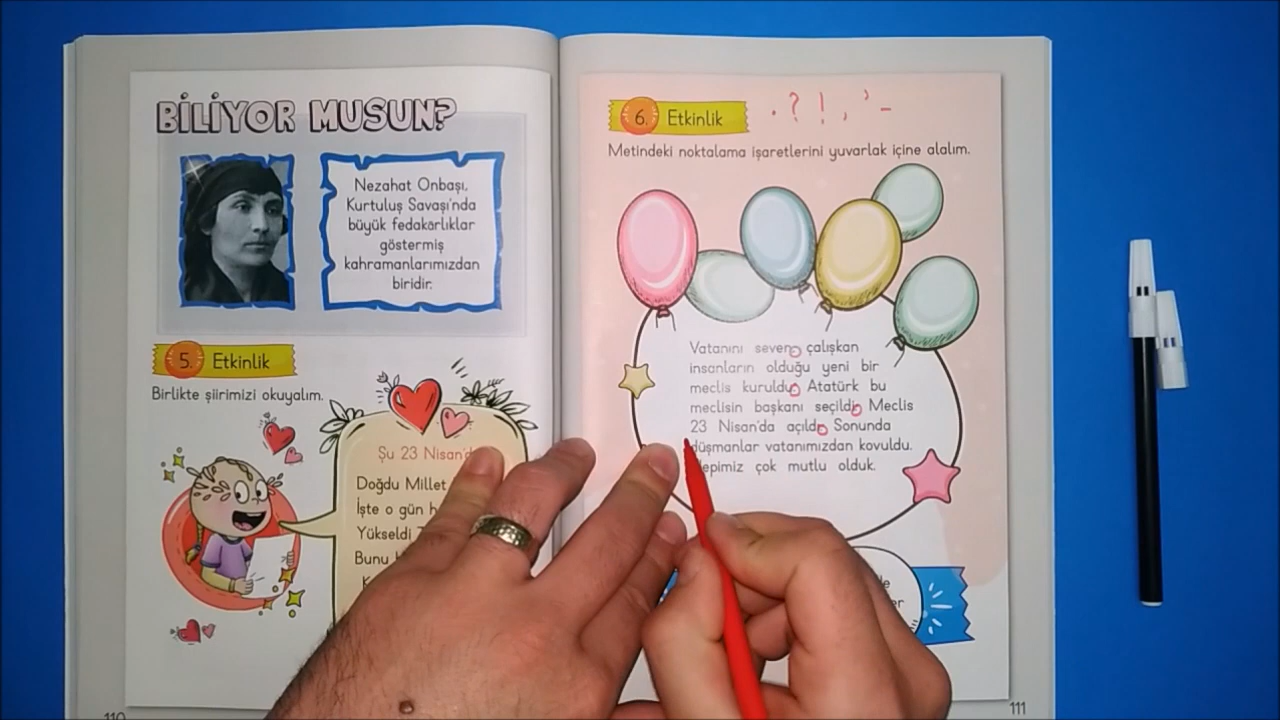 BİLİYOR MUSUN?
Nezahat Onbaşı,
Kurtuluş Savaşı'nda
büyük fedakârlıklar
göstermiş
kahramanlarımızdan
biridir.
5. Etkinlik
Birlikte şiirimizi okuyalım.
Şu 23 Nisan'd
Doğdu Millet
İşte o gün h
Yükseldi
Bunu
110
6. Etkinlik
. ? ! , ' -
Metindeki noktalama işaretlerini yuvarlak içine alalım.
Vatanını seven, çalışkan
insanların olduğu yeni bir
meclis kuruldu. Atatürk bu
meclisin başkanı seçildi. Meclis
23 Nisan'da açıldı. Sonunda
düşmanlar vatanımızdan kovuldu.
Hepimiz çok mutlu olduk.
111